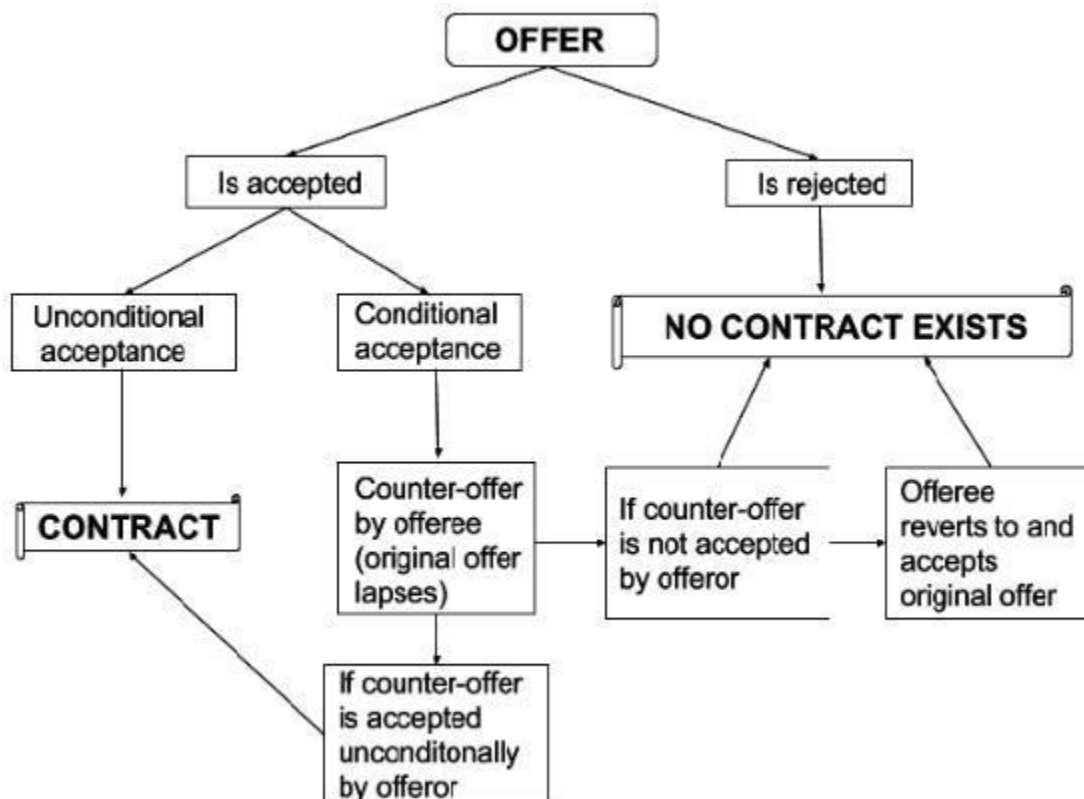 OFFER
Is accepted
Is rejected
Unconditional
acceptance
Conditional
acceptance
NO CONTRACT EXISTS
CONTRACT
Counter-offer
by offeree
(original offer
lapses)
If counter-offer
is not accepted
by offeror
Offeree
reverts to and
accepts
original offer
If counter-offer
is accepted
unconditonally
by offeror